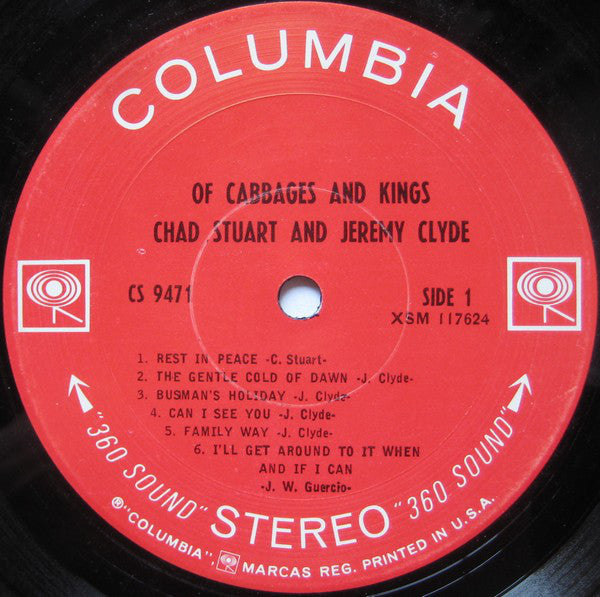 COLUMBIA
OF CABBAGES AND KINGS
CHAD STUART AND JEREMY CLYDE
CS 9471
SIDE 1
XSM 117624
1. REST IN PEACE -C. Stuart-
2. THE GENTLE COLD OF DAWN -J. Clyde-
3. BUSMAN'S HOLIDAY -J. Clyde-
4. CAN I SEE YOU -J. Clyde-
5. FAMILY WAY -J. Clyde-
6. I'LL GET AROUND TO IT WHEN
AND IF I CAN
-J. W. Guercio-
"360 SOUND" STEREO "360 SOUND"
® "COLUMBIA", MARCAS REG. PRINTED IN U.S.A.